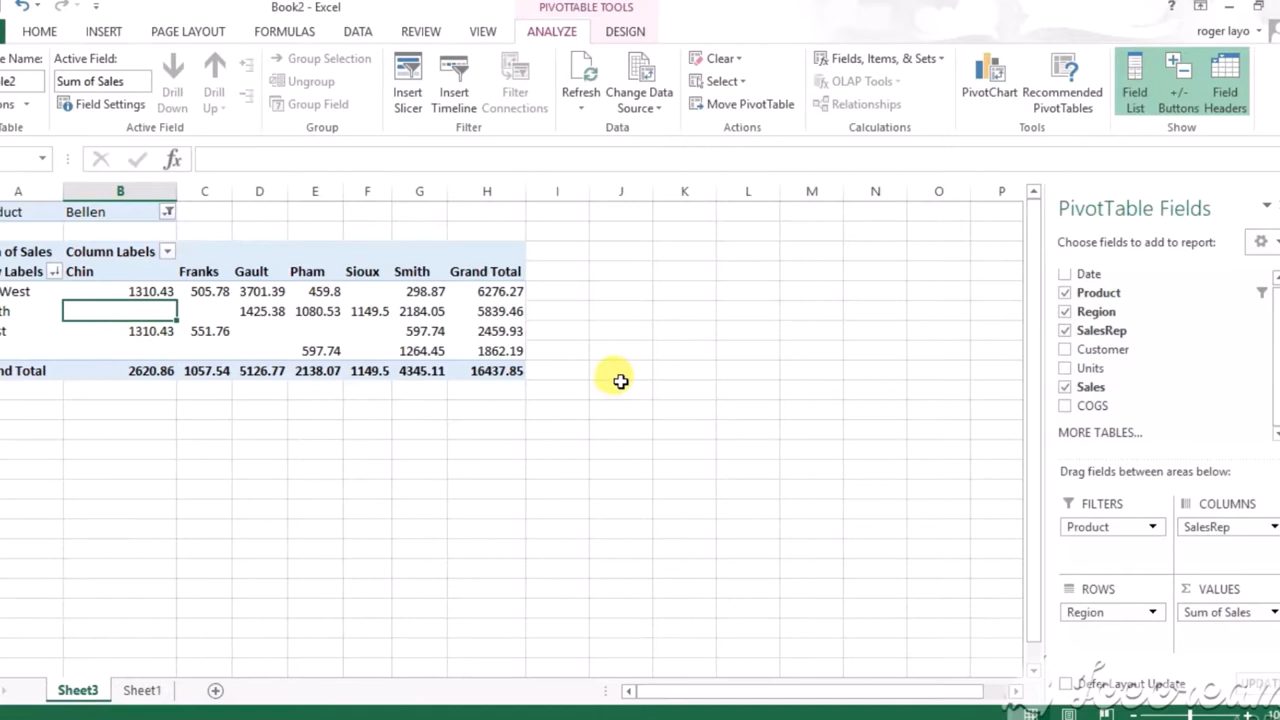 Book2 - Excel
PIVOTTABLE TOOLS
?
HOME INSERT PAGE LAYOUT FORMULAS DATA REVIEW VIEW ANALYZE DESIGN roger layo
Name: Active Field:
le2 Sum of Sales
ons Field Settings
Drill Down
Drill Up
Active Field
Group Selection
Ungroup
Group Field
Group
Insert Slicer
Insert Timeline
Filter Connections
Filter
Refresh
Change Data Source
Data
Clear
Select
Move PivotTable
Actions
Fields, Items, & Sets
OLAP Tools
Relationships
Calculations
PivotChart
Recommended PivotTables
Tools
Field List
+/- Buttons
Field Headers
Show
fx
A B C D E F G H I J K L M N O P
duct Bellen
of Sales Column Labels
Labels Chin Franks Gault Pham Sioux Smith Grand Total
West 1310.43 505.78 3701.39 459.8 298.87 6276.27
th 1425.38 1080.53 1149.5 2184.05 5839.46
st 1310.43 551.76 597.74 2459.93
597.74 1264.45 1862.19
nd Total 2620.86 1057.54 5126.77 2138.07 1149.5 4345.11 16437.85
PivotTable Fields
Choose fields to add to report:
Date
Product
Region
SalesRep
Customer
Units
Sales
COGS
MORE TABLES...
Drag fields between areas below:
FILTERS COLUMNS
Product SalesRep
ROWS Σ VALUES
Region Sum of Sales
Defer Layout Update UPDAT
Sheet3 Sheet1